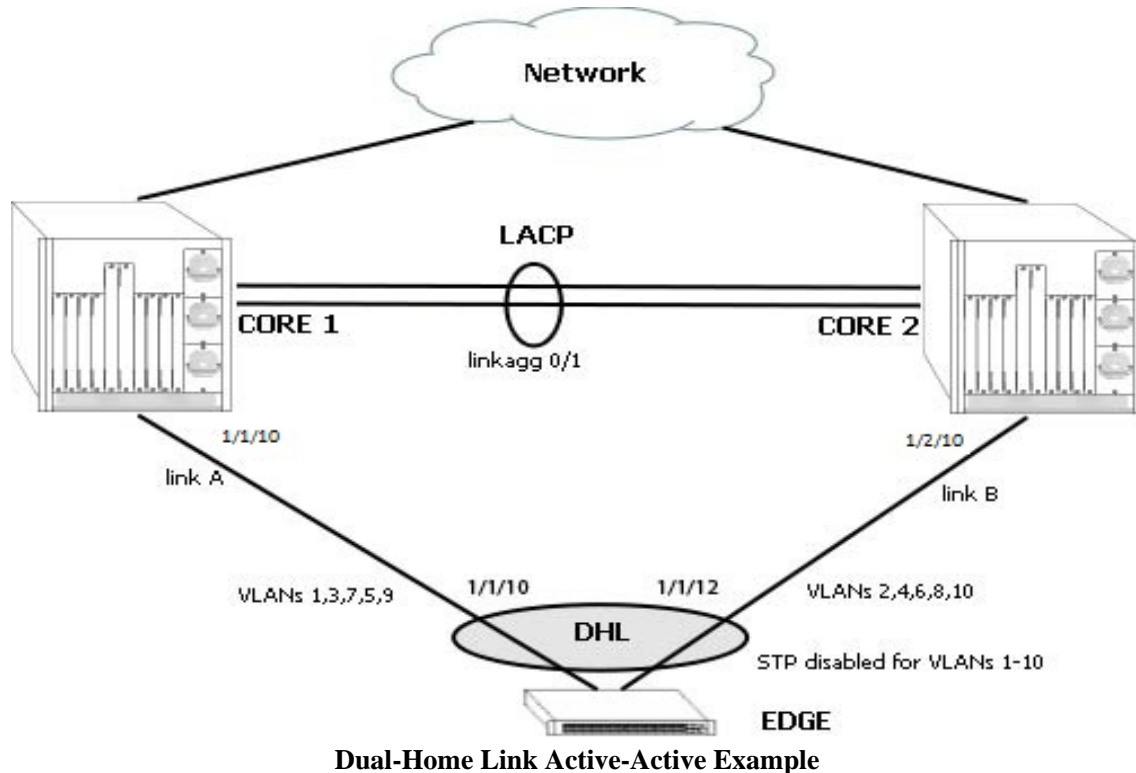 Network
LACP
CORE 1
CORE 2
linkagg 0/1
1/1/10
1/2/10
link A
link B
VLANs 1,3,7,5,9
1/1/10
1/1/12
VLANs 2,4,6,8,10
DHL
STP disabled for VLANs 1-10
EDGE
Dual-Home Link Active-Active Example